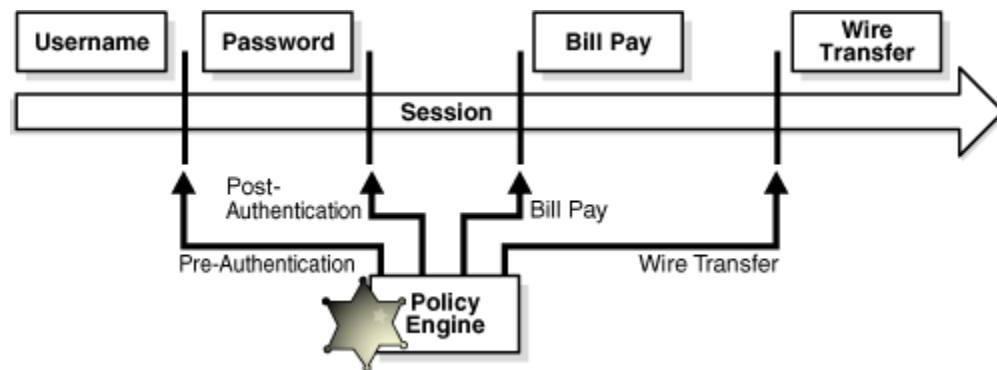 Username
Password
Bill Pay
Wire
Transfer
Session
Post-
Authentication
Bill Pay
Pre-Authentication
Wire Transfer
Policy
Engine